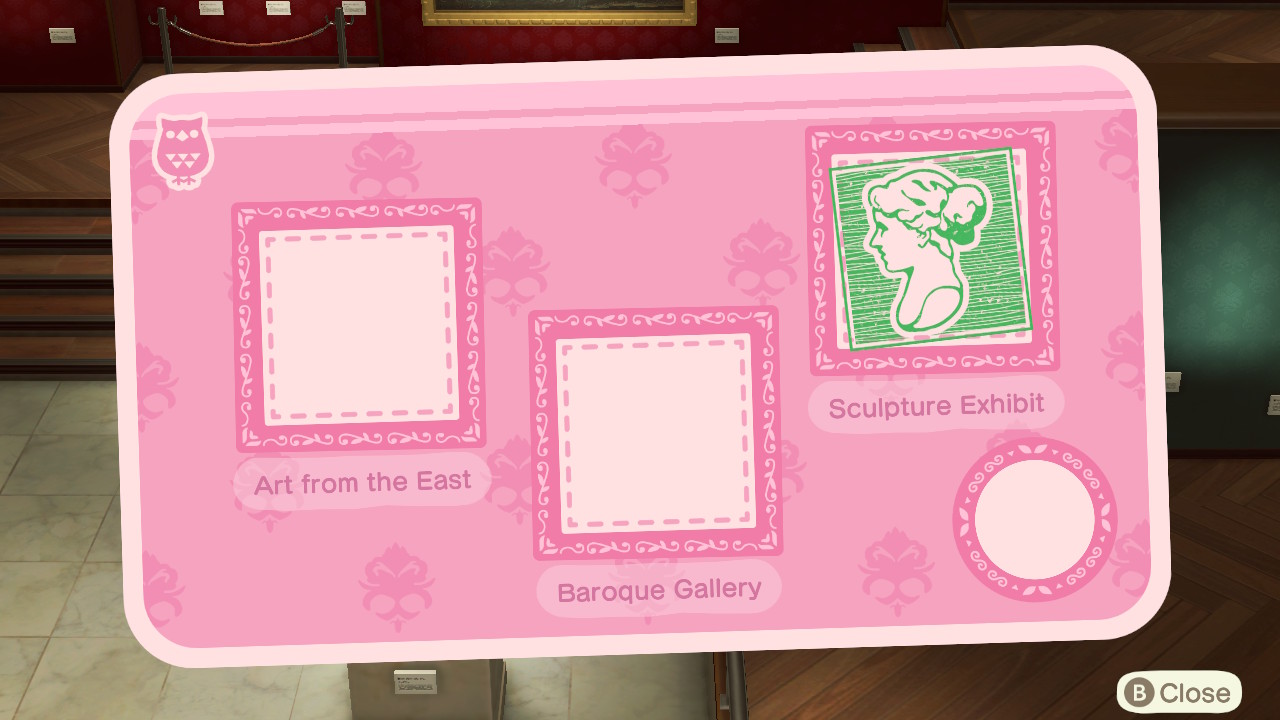 Art from the East
Baroque Gallery
Sculpture Exhibit
B Close